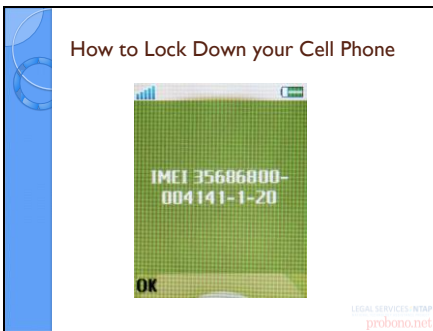 How to Lock Down your Cell Phone
IMEI 35686800-
004141-1-20
OK
LEGAL SERVICES-NTAP
probono.net